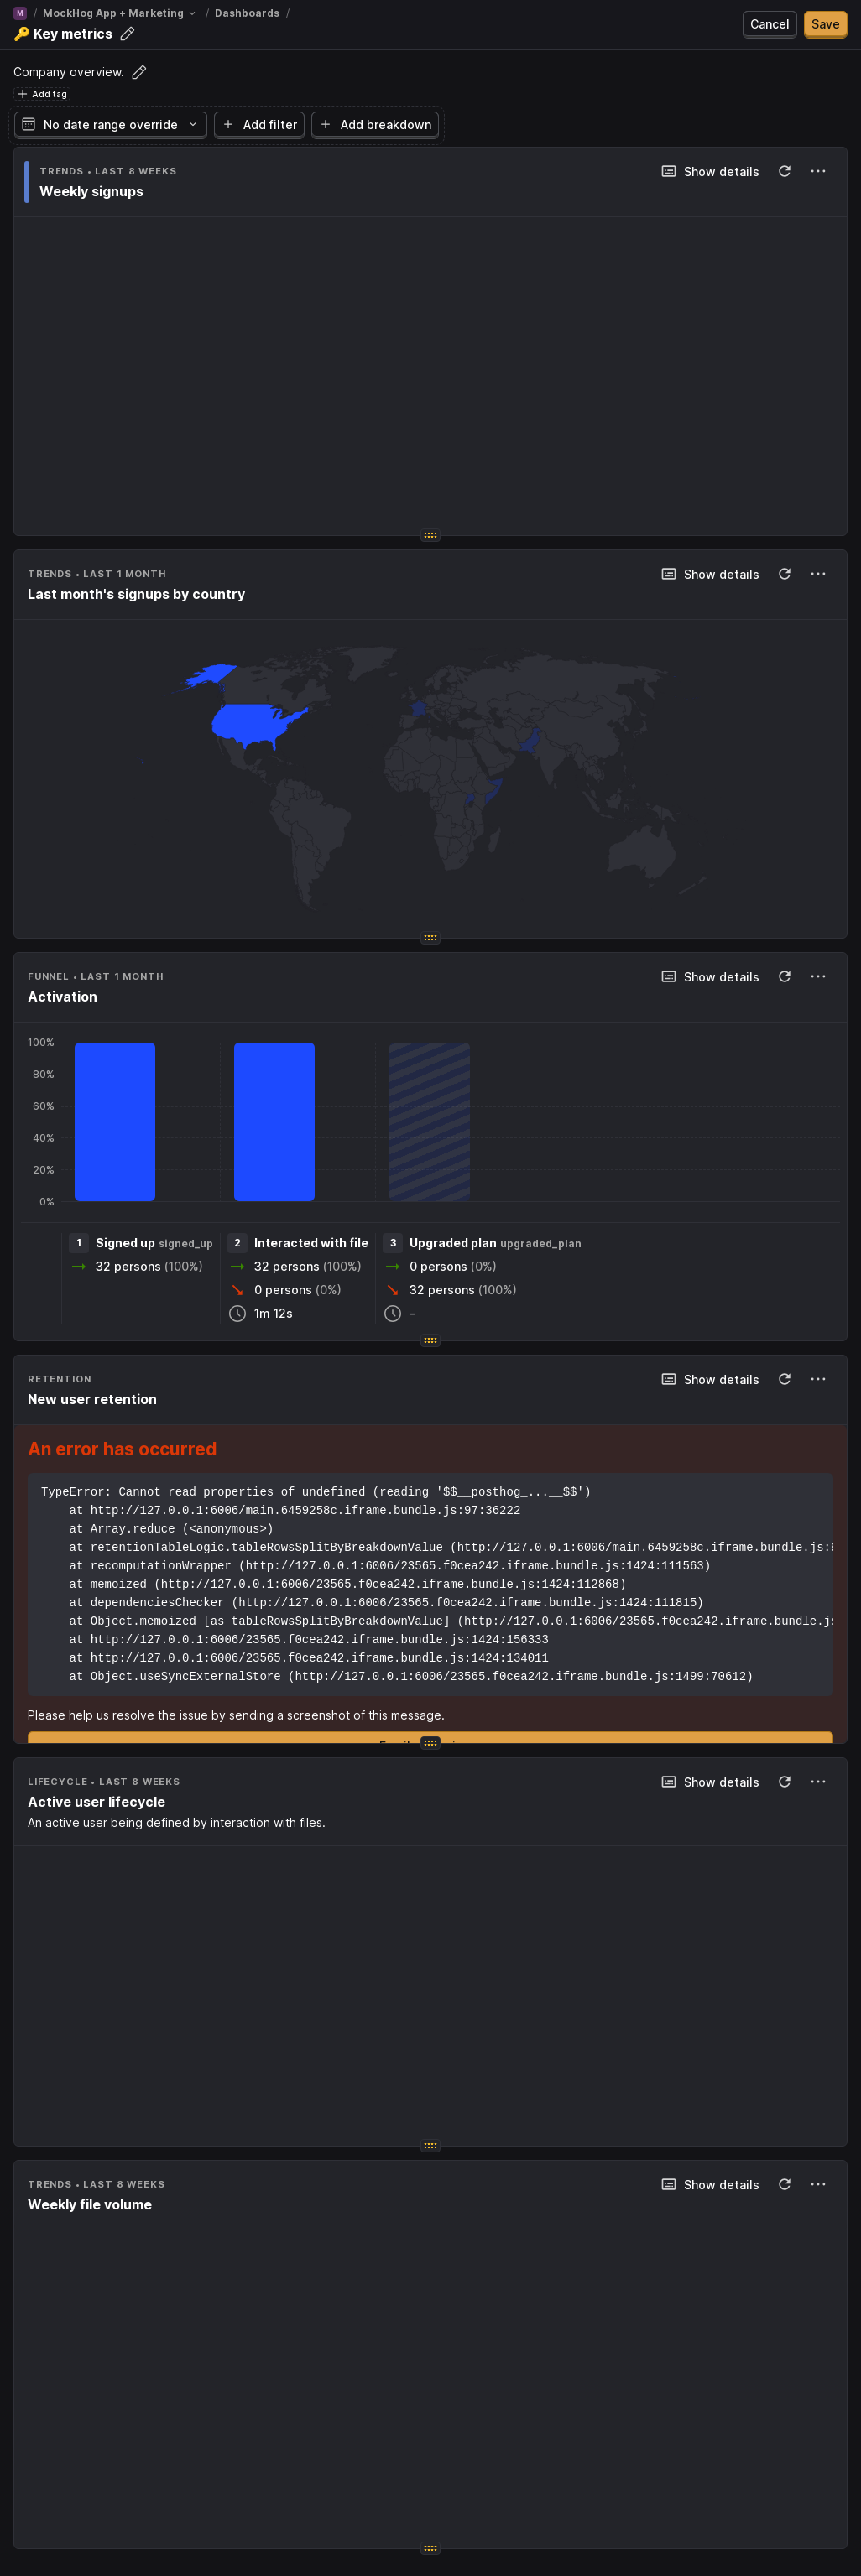 M / MockHog App + Marketing / Dashboards /
🔑 Key metrics
Cancel
Save
Company overview.
Add tag
No date range override
Add filter
Add breakdown
TRENDS • LAST 8 WEEKS
Show details
Weekly signups
TRENDS • LAST 1 MONTH
Show details
Last month's signups by country
FUNNEL • LAST 1 MONTH
Show details
Activation
100%
80%
60%
40%
20%
0%
1 Signed up signed_up
32 persons (100%)
2 Interacted with file
32 persons (100%)
0 persons (0%)
1m 12s
3 Upgraded plan upgraded_plan
0 persons (0%)
32 persons (100%)
–
RETENTION
Show details
New user retention
An error has occurred
TypeError: Cannot read properties of undefined (reading '$$__posthog_...__$$')
at http://127.0.0.1:6006/main.6459258c.iframe.bundle.js:97:36222
at Array.reduce (<anonymous>)
at retentionTableLogic.tableRowsSplitByBreakdownValue (http://127.0.0.1:6006/main.6459258c.iframe.bundle.js:
at recomputationWrapper (http://127.0.0.1:6006/23565.f0cea242.iframe.bundle.js:1424:111563)
at memoized (http://127.0.0.1:6006/23565.f0cea242.iframe.bundle.js:1424:112868)
at dependenciesChecker (http://127.0.0.1:6006/23565.f0cea242.iframe.bundle.js:1424:111815)
at Object.memoized [as tableRowsSplitByBreakdownValue] (http://127.0.0.1:6006/23565.f0cea242.iframe.bundle.js
at http://127.0.0.1:6006/23565.f0cea242.iframe.bundle.js:1424:156333
at http://127.0.0.1:6006/23565.f0cea242.iframe.bundle.js:1424:134011
at Object.useSyncExternalStore (http://127.0.0.1:6006/23565.f0cea242.iframe.bundle.js:1499:70612)
Please help us resolve the issue by sending a screenshot of this message.
LIFECYCLE • LAST 8 WEEKS
Show details
Active user lifecycle
An active user being defined by interaction with files.
TRENDS • LAST 8 WEEKS
Show details
Weekly file volume